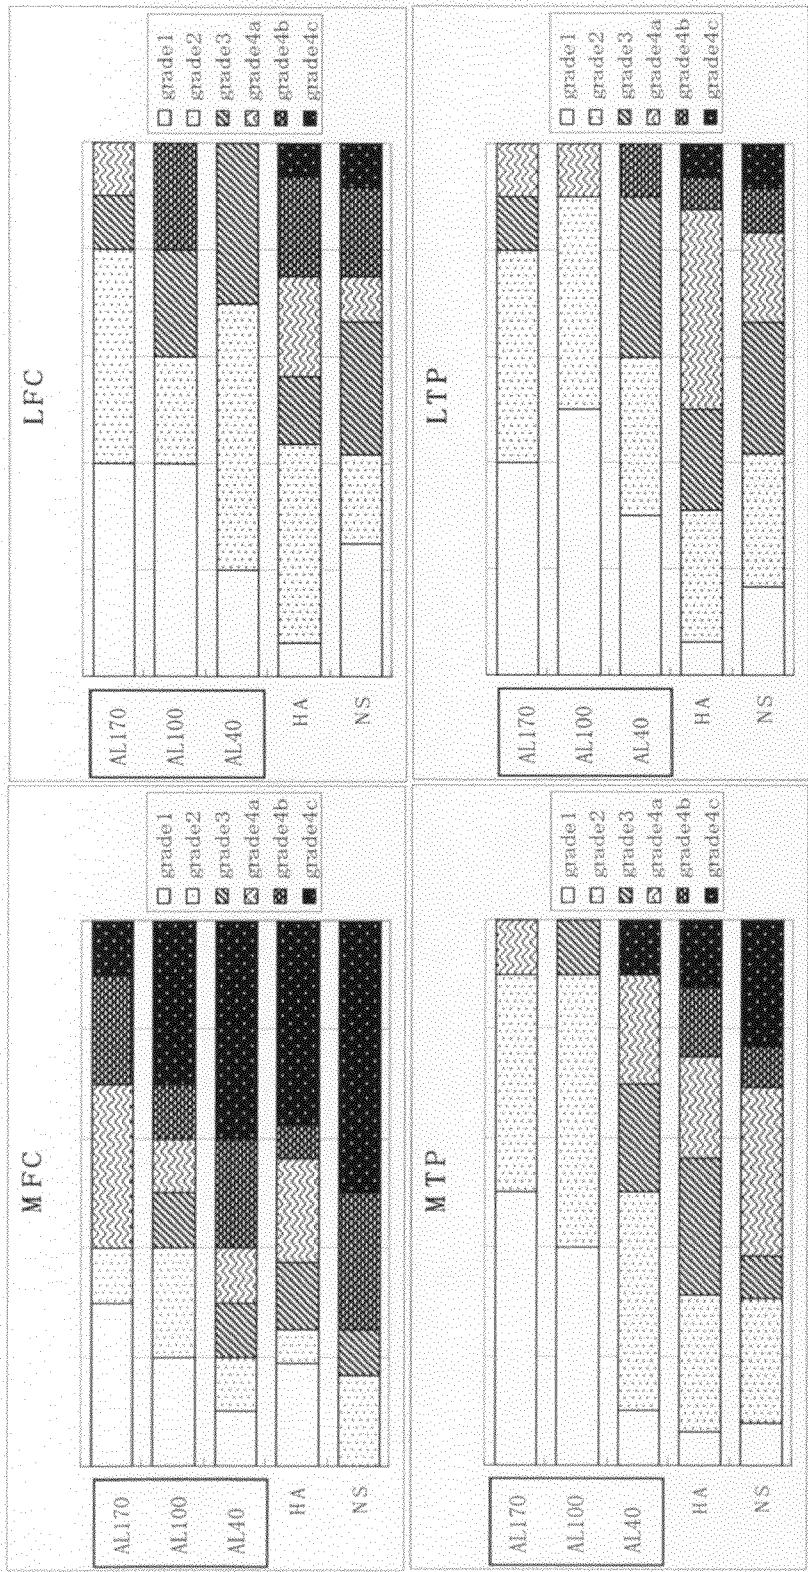 MFC
AL170
AL100
AL40
HA
NS
grade1
grade2
grade3
grade4a
grade4b
grade4c
LFC
AL170
AL100
AL40
HA
NS
grade1
grade2
grade3
grade4a
grade4b
grade4c
MTP
AL170
AL100
AL40
HA
NS
grade1
grade2
grade3
grade4a
grade4b
grade4c
LTP
AL170
AL100
AL40
HA
NS
grade1
grade2
grade3
grade4a
grade4b
grade4c